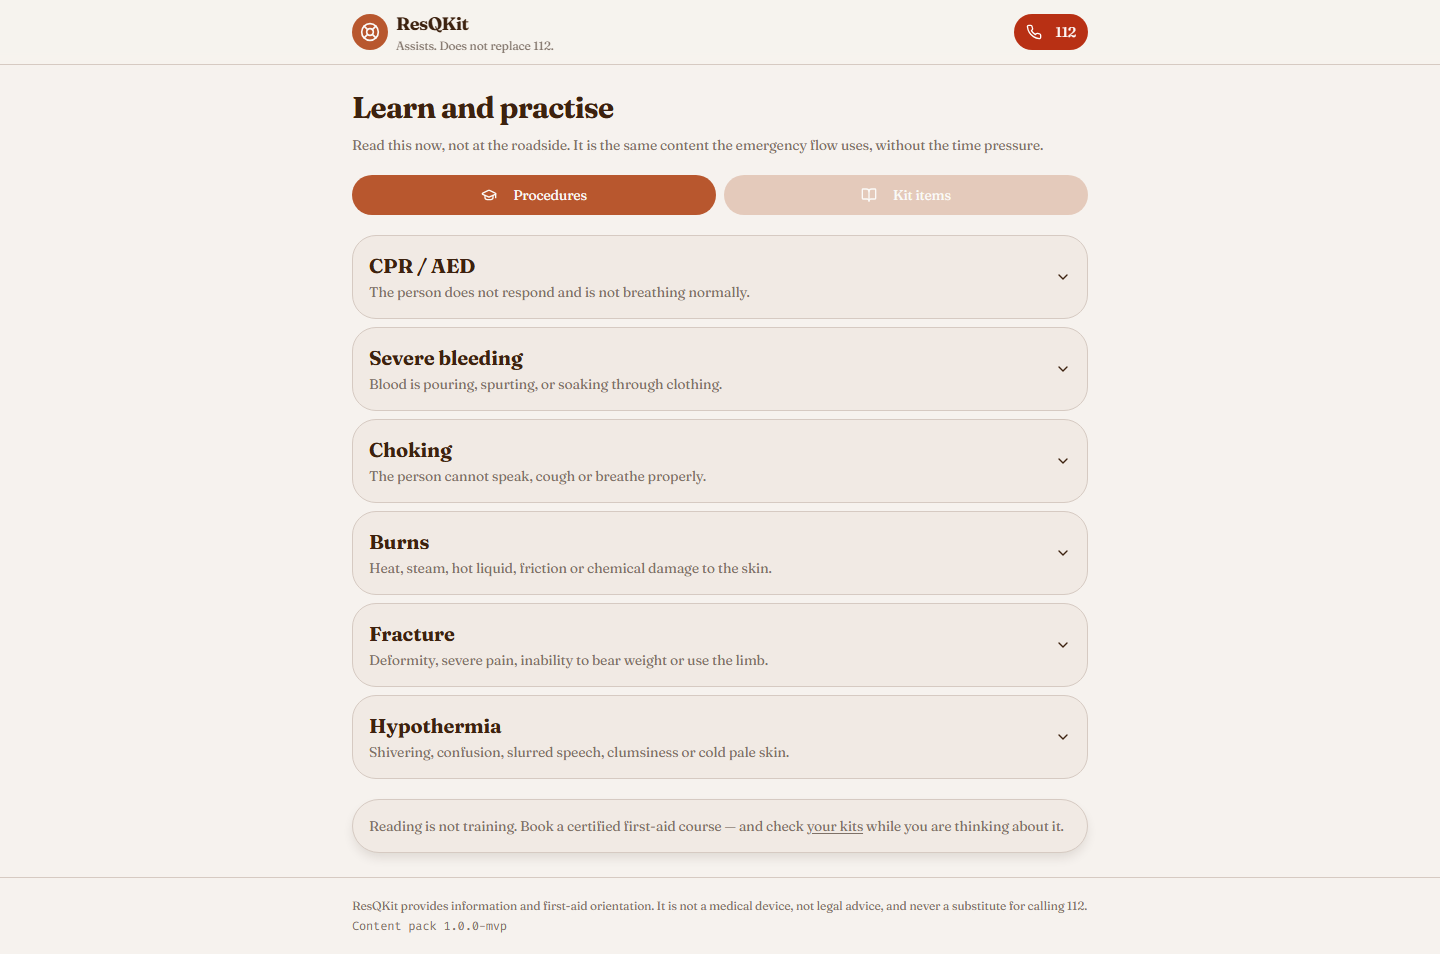 ResQKit
Assists. Does not replace 112.
112
Learn and practise
Read this now, not at the roadside. It is the same content the emergency flow uses, without the time pressure.
Procedures
Kit items
CPR / AED
The person does not respond and is not breathing normally.
Severe bleeding
Blood is pouring, spurting, or soaking through clothing.
Choking
The person cannot speak, cough or breathe properly.
Burns
Heat, steam, hot liquid, friction or chemical damage to the skin.
Fracture
Deformity, severe pain, inability to bear weight or use the limb.
Hypothermia
Shivering, confusion, slurred speech, clumsiness or cold pale skin.
Reading is not training. Book a certified first-aid course — and check your kits while you are thinking about it.
ResQKit provides information and first-aid orientation. It is not a medical device, not legal advice, and never a substitute for calling 112.
Content pack 1.0.0-mvp